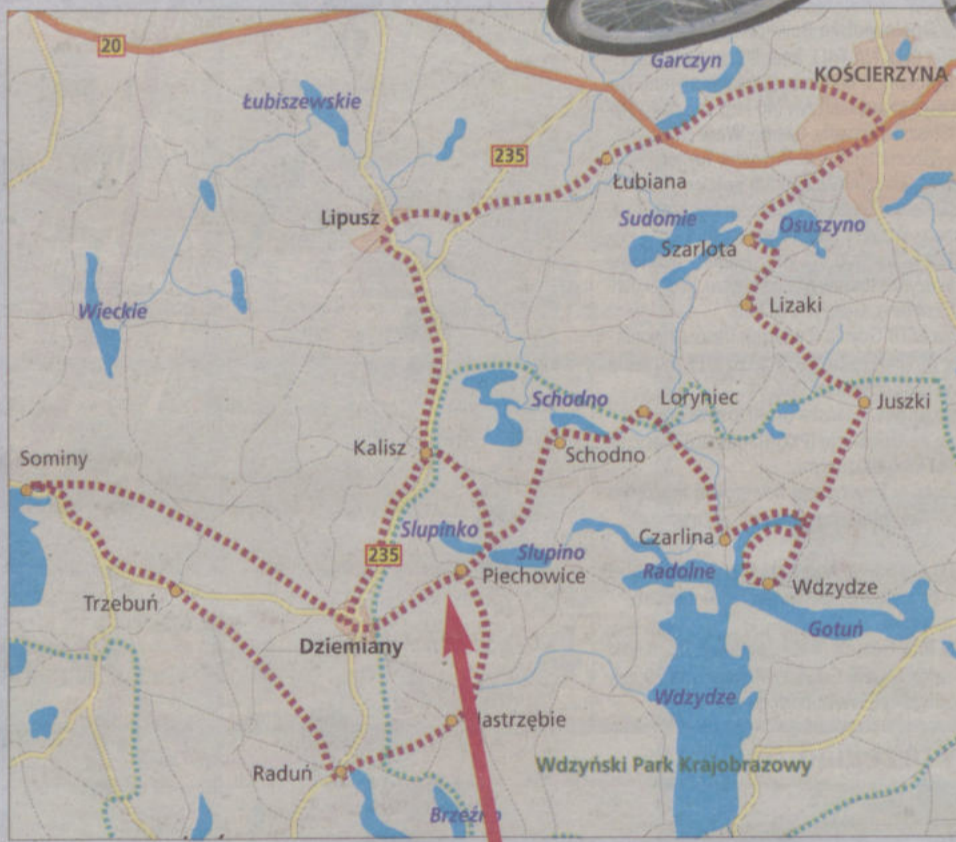 20
Garczyn
KOŚCIERZYNA
Łubiszewskie
235
Łubiana
Lipusz
Sudomie
Osuszyno
Szarlota
Wieckie
Lizaki
Schodno
Loryniec
Juszki
Kalisz
Schodno
Sominy
Słupinko
Czarlina
235
Słupino
Piechowice
Radolne
Wdzydze
Trzebuń
Gotuń
Dziemiany
Wdzydze
Jastrzębie
Raduń
Wdzyński Park Krajobrazowy
Brzeźno